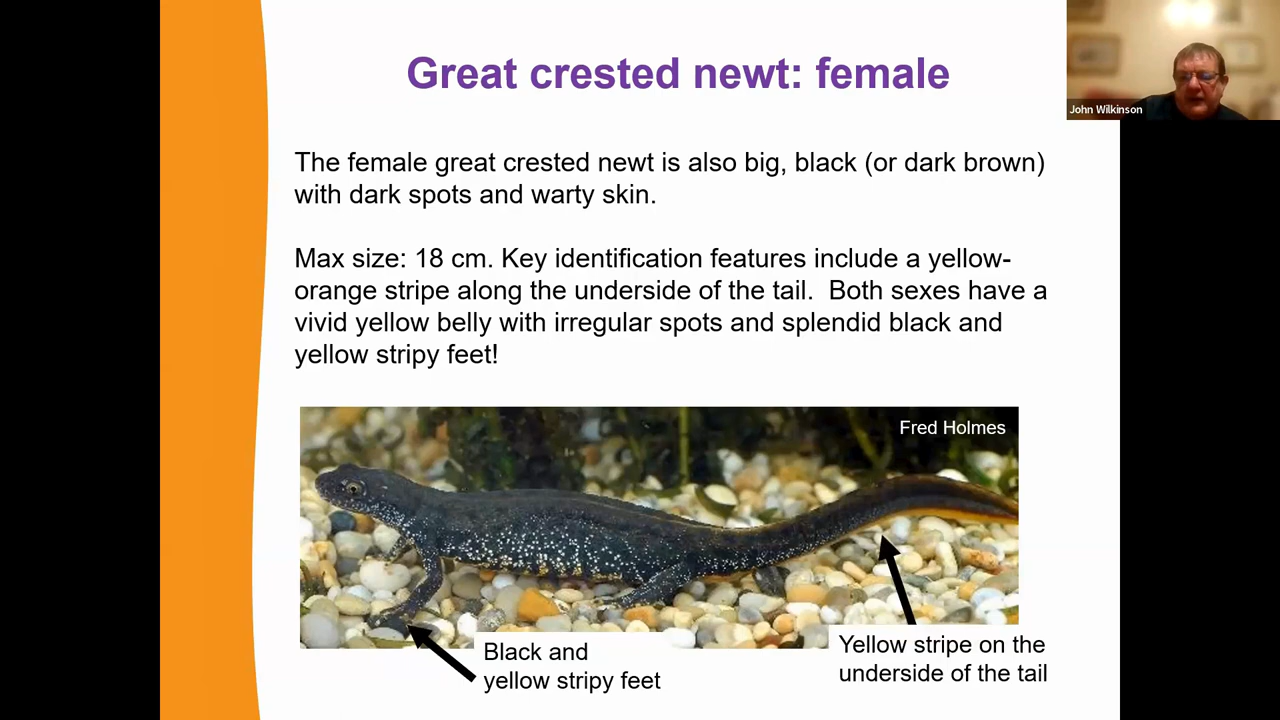 Great crested newt: female
John Wilkinson
The female great crested newt is also big, black (or dark brown)
with dark spots and warty skin.
Max size: 18 cm. Key identification features include a yellow-
orange stripe along the underside of the tail.  Both sexes have a
vivid yellow belly with irregular spots and splendid black and
yellow stripy feet!
Fred Holmes
Black and
yellow stripy feet
Yellow stripe on the
underside of the tail